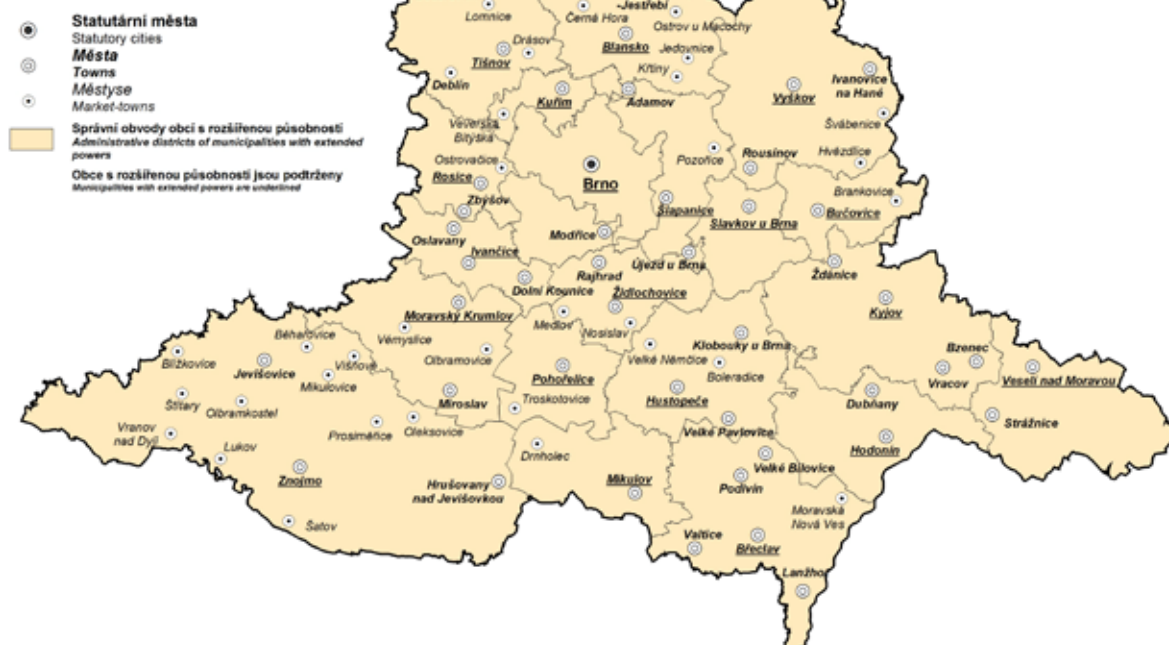 Statutární města
Statutory cities
Města
Towns
Městyse
Market-towns
Správní obvody obcí s rozšířenou působností
Administrative districts of municipalities with extended
powers
Obce s rozšířenou působností jsou podtrženy
Municipalities with extended powers are underlined
-Jestřebí
Lomnice
Černá Hora
Ostrov u Macochy
Drásov
Blansko
Jedovnice
Tišnov
Křtiny
Ivanovice
na Hané
Deblín
Kuřim
Adamov
Vyškov
Veverská
Bítýška
Švábenice
Ostrovačice
Pozořice
Rousínov
Hvězdlice
Rosice
Brno
Brankovice
Zbýšov
Šlapanice
Slavkov u Brna
Bučovice
Oslavany
Modřice
Ivančice
Rajhrad
Újezd u Brna
Ždánice
Dolní Kounice
Židlochovice
Moravský Krumlov
Medlov
Nosislav
Kyjov
Běhařovice
Vémyslice
Klobouky u Brna
Blížkovice
Višňové
Olbramovice
Velké Němčice
Bzenec
Jevišovice
Mikulovice
Pohořelice
Boleradice
Vracov
Veselí nad Moravou
Štítary
Olbramkostel
Miroslav
Troskotovice
Hustopeče
Dubňany
Vranov
nad Dyjí
Prosiměřice
Oleksovice
Velké Pavlovice
Strážnice
Lukov
Drnholec
Hodonín
Znojmo
Hrušovany
nad Jevišovkou
Mikulov
Velké Bílovice
Podivín
Moravská
Nová Ves
Šatov
Valtice
Břeclav
Lanžho